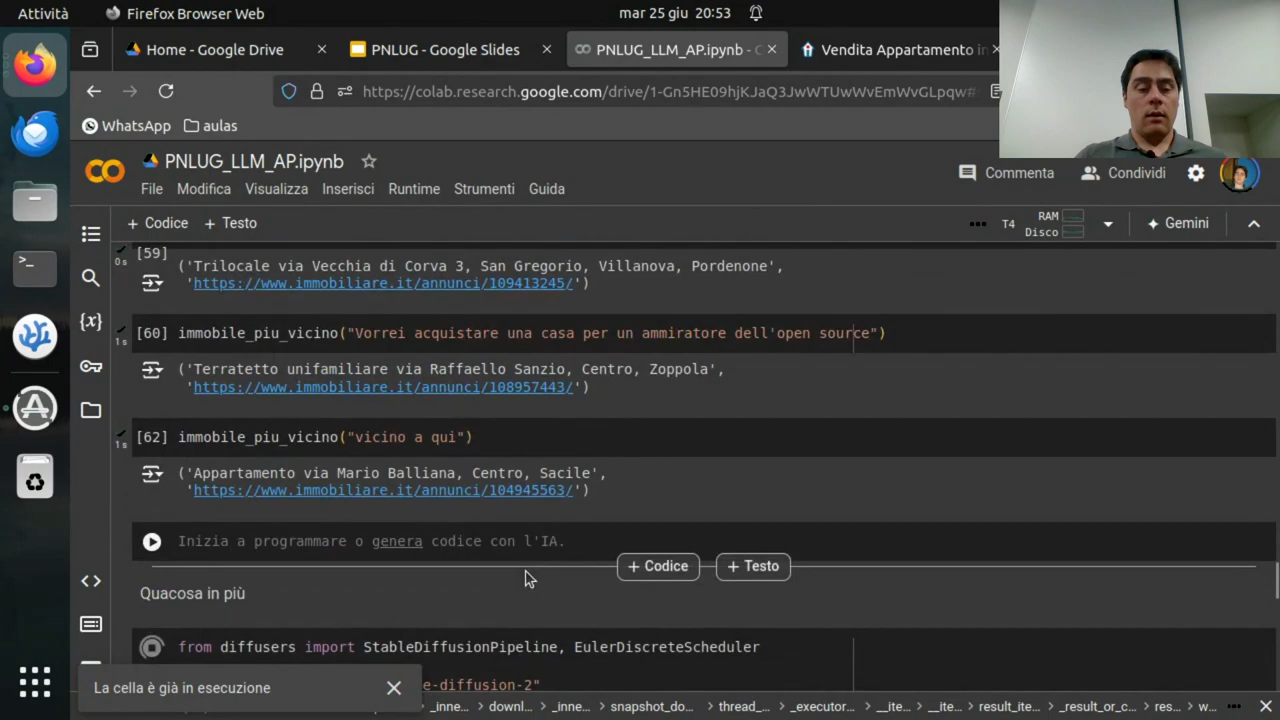 Attività
Firefox Browser Web
mar 25 giu 20:53
Home - Google Drive
PNLUG - Google Slides
PNLUG_LLM_AP.ipynb - C
Vendita Appartamento in
https://colab.research.google.com/drive/1-Gn5HE09hjKJaQ3JwWTUwWvEmWvGLpqw#
WhatsApp
aulas
PNLUG_LLM_AP.ipynb
File Modifica Visualizza Inserisci Runtime Strumenti Guida
Commenta
Condividi
+ Codice + Testo
T4
RAM
Disco
Gemini
[59]
0s
('Trilocale via Vecchia di Corva 3, San Gregorio, Villanova, Pordenone',
'https://www.immobiliare.it/annunci/109413245/')
[60] immobile_piu_vicino("Vorrei acquistare una casa per un ammiratore dell'open source")
1s
('Terratetto unifamiliare via Raffaello Sanzio, Centro, Zoppola',
'https://www.immobiliare.it/annunci/108957443/')
[62] immobile_piu_vicino("vicino a qui")
1s
('Appartamento via Mario Balliana, Centro, Sacile',
'https://www.immobiliare.it/annunci/104945563/')
Inizia a programmare o genera codice con l'IA.
+ Codice
+ Testo
Quacosa in più
from diffusers import StableDiffusionPipeline, EulerDiscreteScheduler
e-diffusion-2"
La cella è già in esecuzione
_inne... downl... _inne... snapshot_do... thread_... _executor... __ite... __ite... result_ite... _result_or_c... res... w...